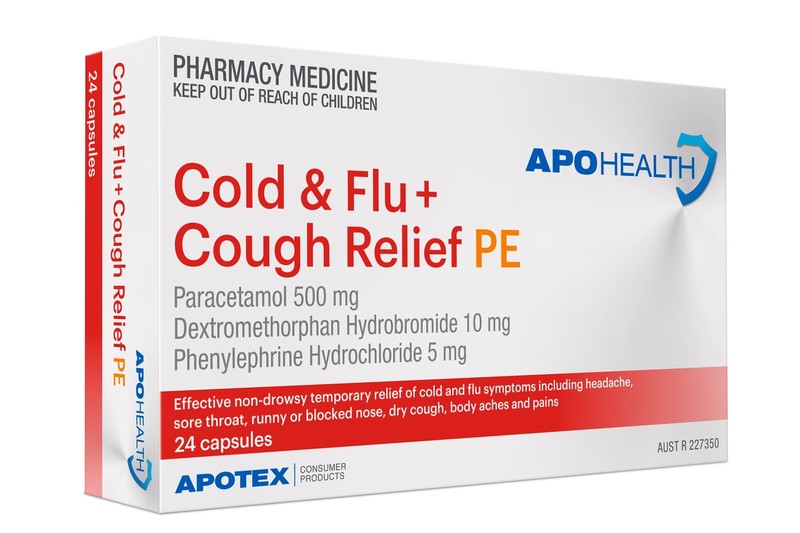 PHARMACY MEDICINE
KEEP OUT OF REACH OF CHILDREN
APOHEALTH
Cold & Flu +
Cough Relief PE
Paracetamol 500 mg
Dextromethorphan Hydrobromide 10 mg
Phenylephrine Hydrochloride 5 mg
Effective non-drowsy temporary relief of cold and flu symptoms including headache,
sore throat, runny or blocked nose, dry cough, body aches and pains
24 capsules
APOTEX CONSUMER
PRODUCTS
AUST R 227350
Cold & Flu + Cough Relief PE
24 capsules
APOHEALTH